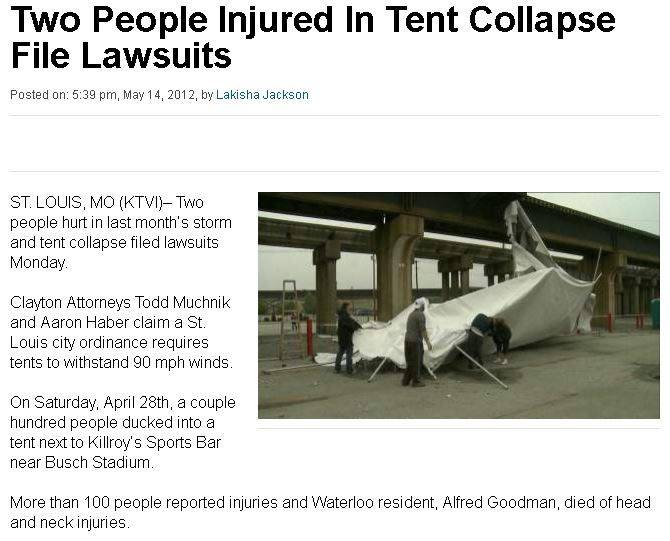 Two People Injured In Tent Collapse
File Lawsuits
Posted on: 5:39 pm, May 14, 2012, by Lakisha Jackson
ST. LOUIS, MO (KTVI)– Two
people hurt in last month's storm
and tent collapse filed lawsuits
Monday.
Clayton Attorneys Todd Muchnik
and Aaron Haber claim a St.
Louis city ordinance requires
tents to withstand 90 mph winds.
On Saturday, April 28th, a couple
hundred people ducked into a
tent next to Killroy's Sports Bar
near Busch Stadium.
More than 100 people reported injuries and Waterloo resident, Alfred Goodman, died of head
and neck injuries.